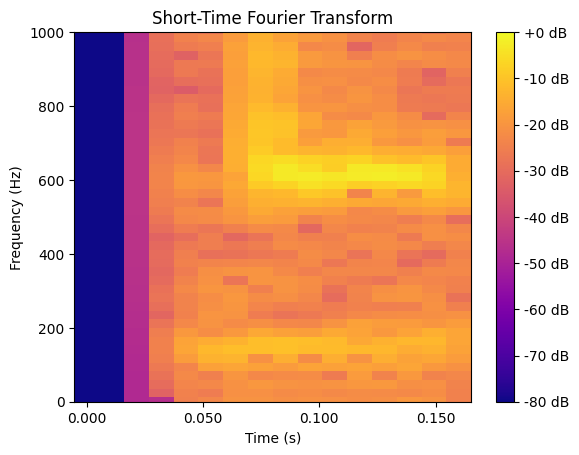 Short-Time Fourier Transform
1000
800
600
400
200
0
Frequency (Hz)
0.000
0.050
0.100
0.150
Time (s)
+0 dB
-10 dB
-20 dB
-30 dB
-40 dB
-50 dB
-60 dB
-70 dB
-80 dB